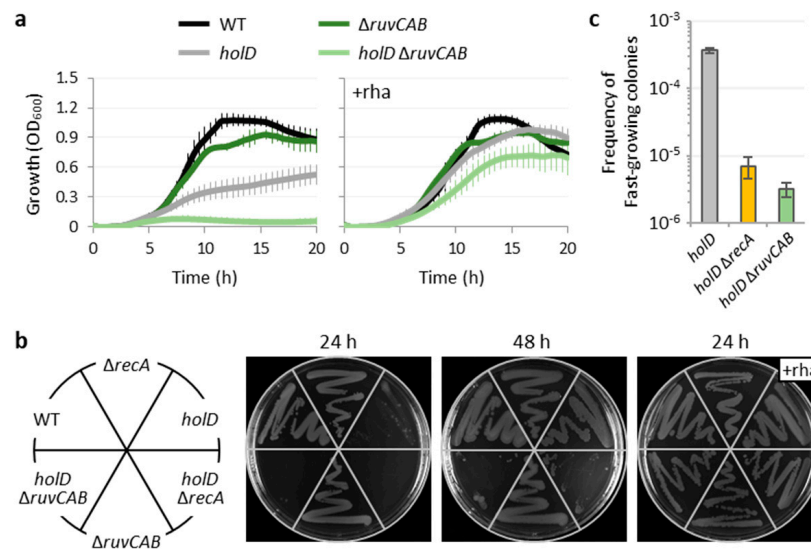 a
WT
ΔruvCAB
holD
holD ΔruvCAB
Growth (OD600)
1.5
1.2
0.9
0.6
0.3
0
0 5 10 15 20
Time (h)
+rha
0 5 10 15 20
Time (h)
c
Frequency of
Fast-growing colonies
10-3
10-4
10-5
10-6
holD
holD ΔrecA
holD ΔruvCAB
b
ΔrecA
WT
holD
holD
ΔruvCAB
holD
ΔrecA
ΔruvCAB
24 h
48 h
24 h
+rha